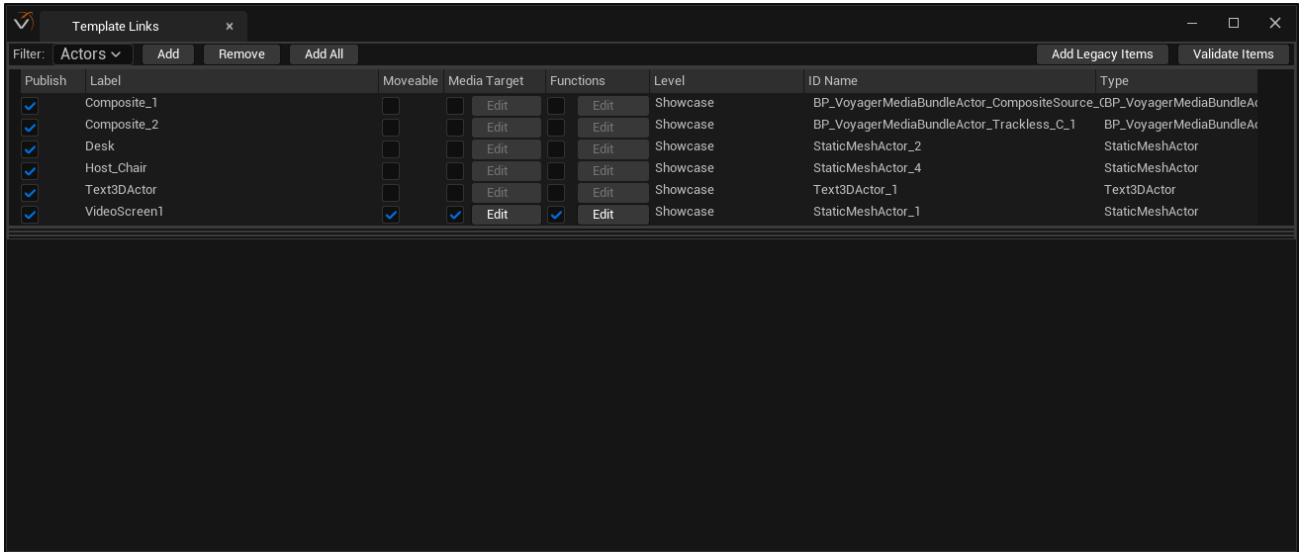 Template Links ×
Filter: Actors Add Remove Add All Add Legacy Items Validate Items
Publish Label Moveable Media Target Functions Level ID Name Type
Composite_1 Edit Edit Showcase BP_VoyagerMediaBundleActor_CompositeSource_( BP_VoyagerMediaBundleAc
Composite_2 Edit Edit Showcase BP_VoyagerMediaBundleActor_Trackless_C_1 BP_VoyagerMediaBundleAc
Desk Edit Edit Showcase StaticMeshActor_2 StaticMeshActor
Host_Chair Edit Edit Showcase StaticMeshActor_4 StaticMeshActor
Text3DActor Edit Edit Showcase Text3DActor_1 Text3DActor
VideoScreen1 Edit Edit Showcase StaticMeshActor_1 StaticMeshActor